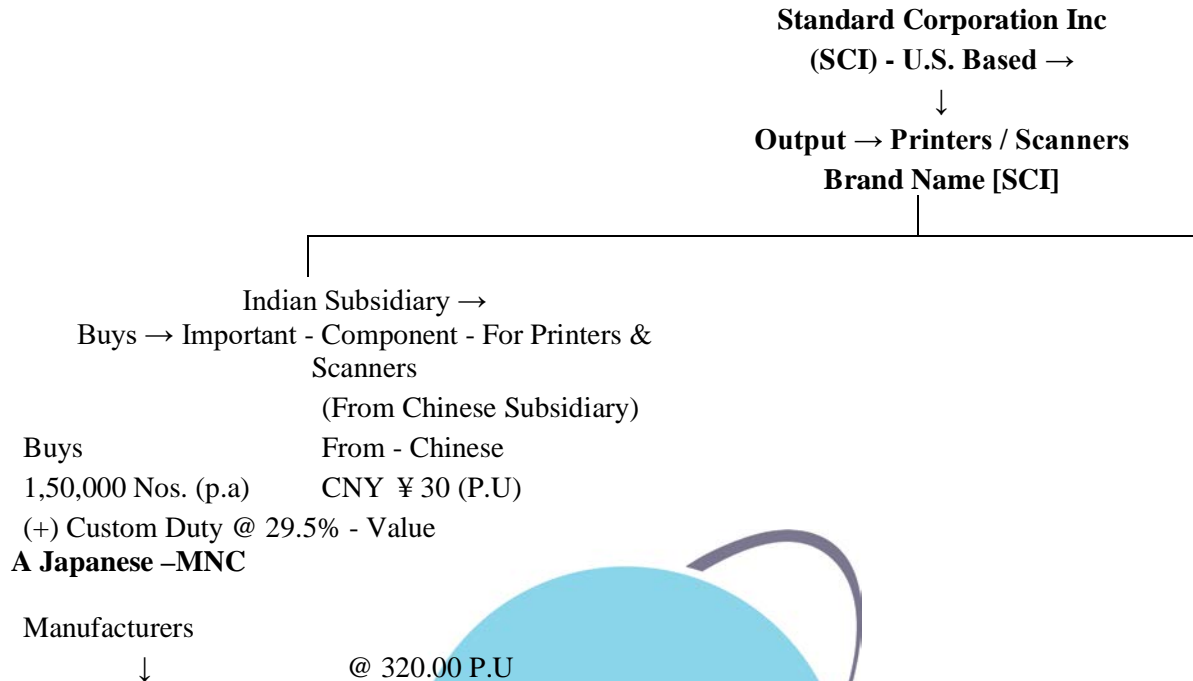 Standard Corporation Inc
(SCI) - U.S. Based →
↓
Output → Printers / Scanners
Brand Name [SCI]
Indian Subsidiary →
Buys → Important - Component - For Printers &
Scanners
(From Chinese Subsidiary)
Buys From - Chinese
1,50,000 Nos. (p.a) CNY ¥ 30 (P.U)
(+) Custom Duty @ 29.5% - Value
A Japanese –MNC
Manufacturers
↓ @ 320.00 P.U